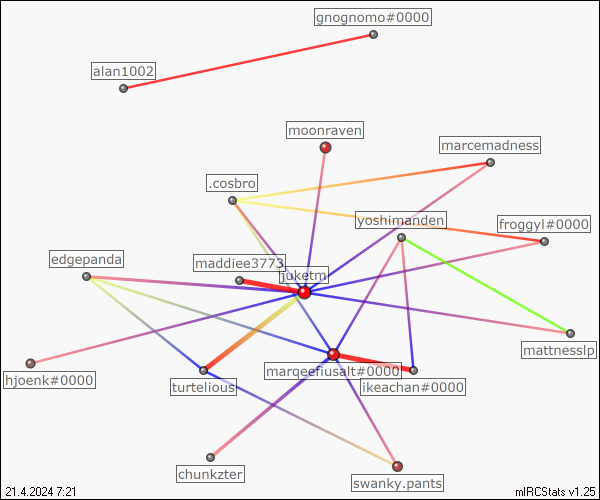 gnognomo#0000
alan1002
moonraven
marcemadness
.cosbro
yoshimanden
froggyl#0000
edgepanda
maddiee3773
juketm
mattnesslp
hjoenk#0000
turtelious
marqeefiusalt#0000
ikeachan#0000
chunkzter
swanky.pants
21.4.2024 7:21
mIRCStats v1.25